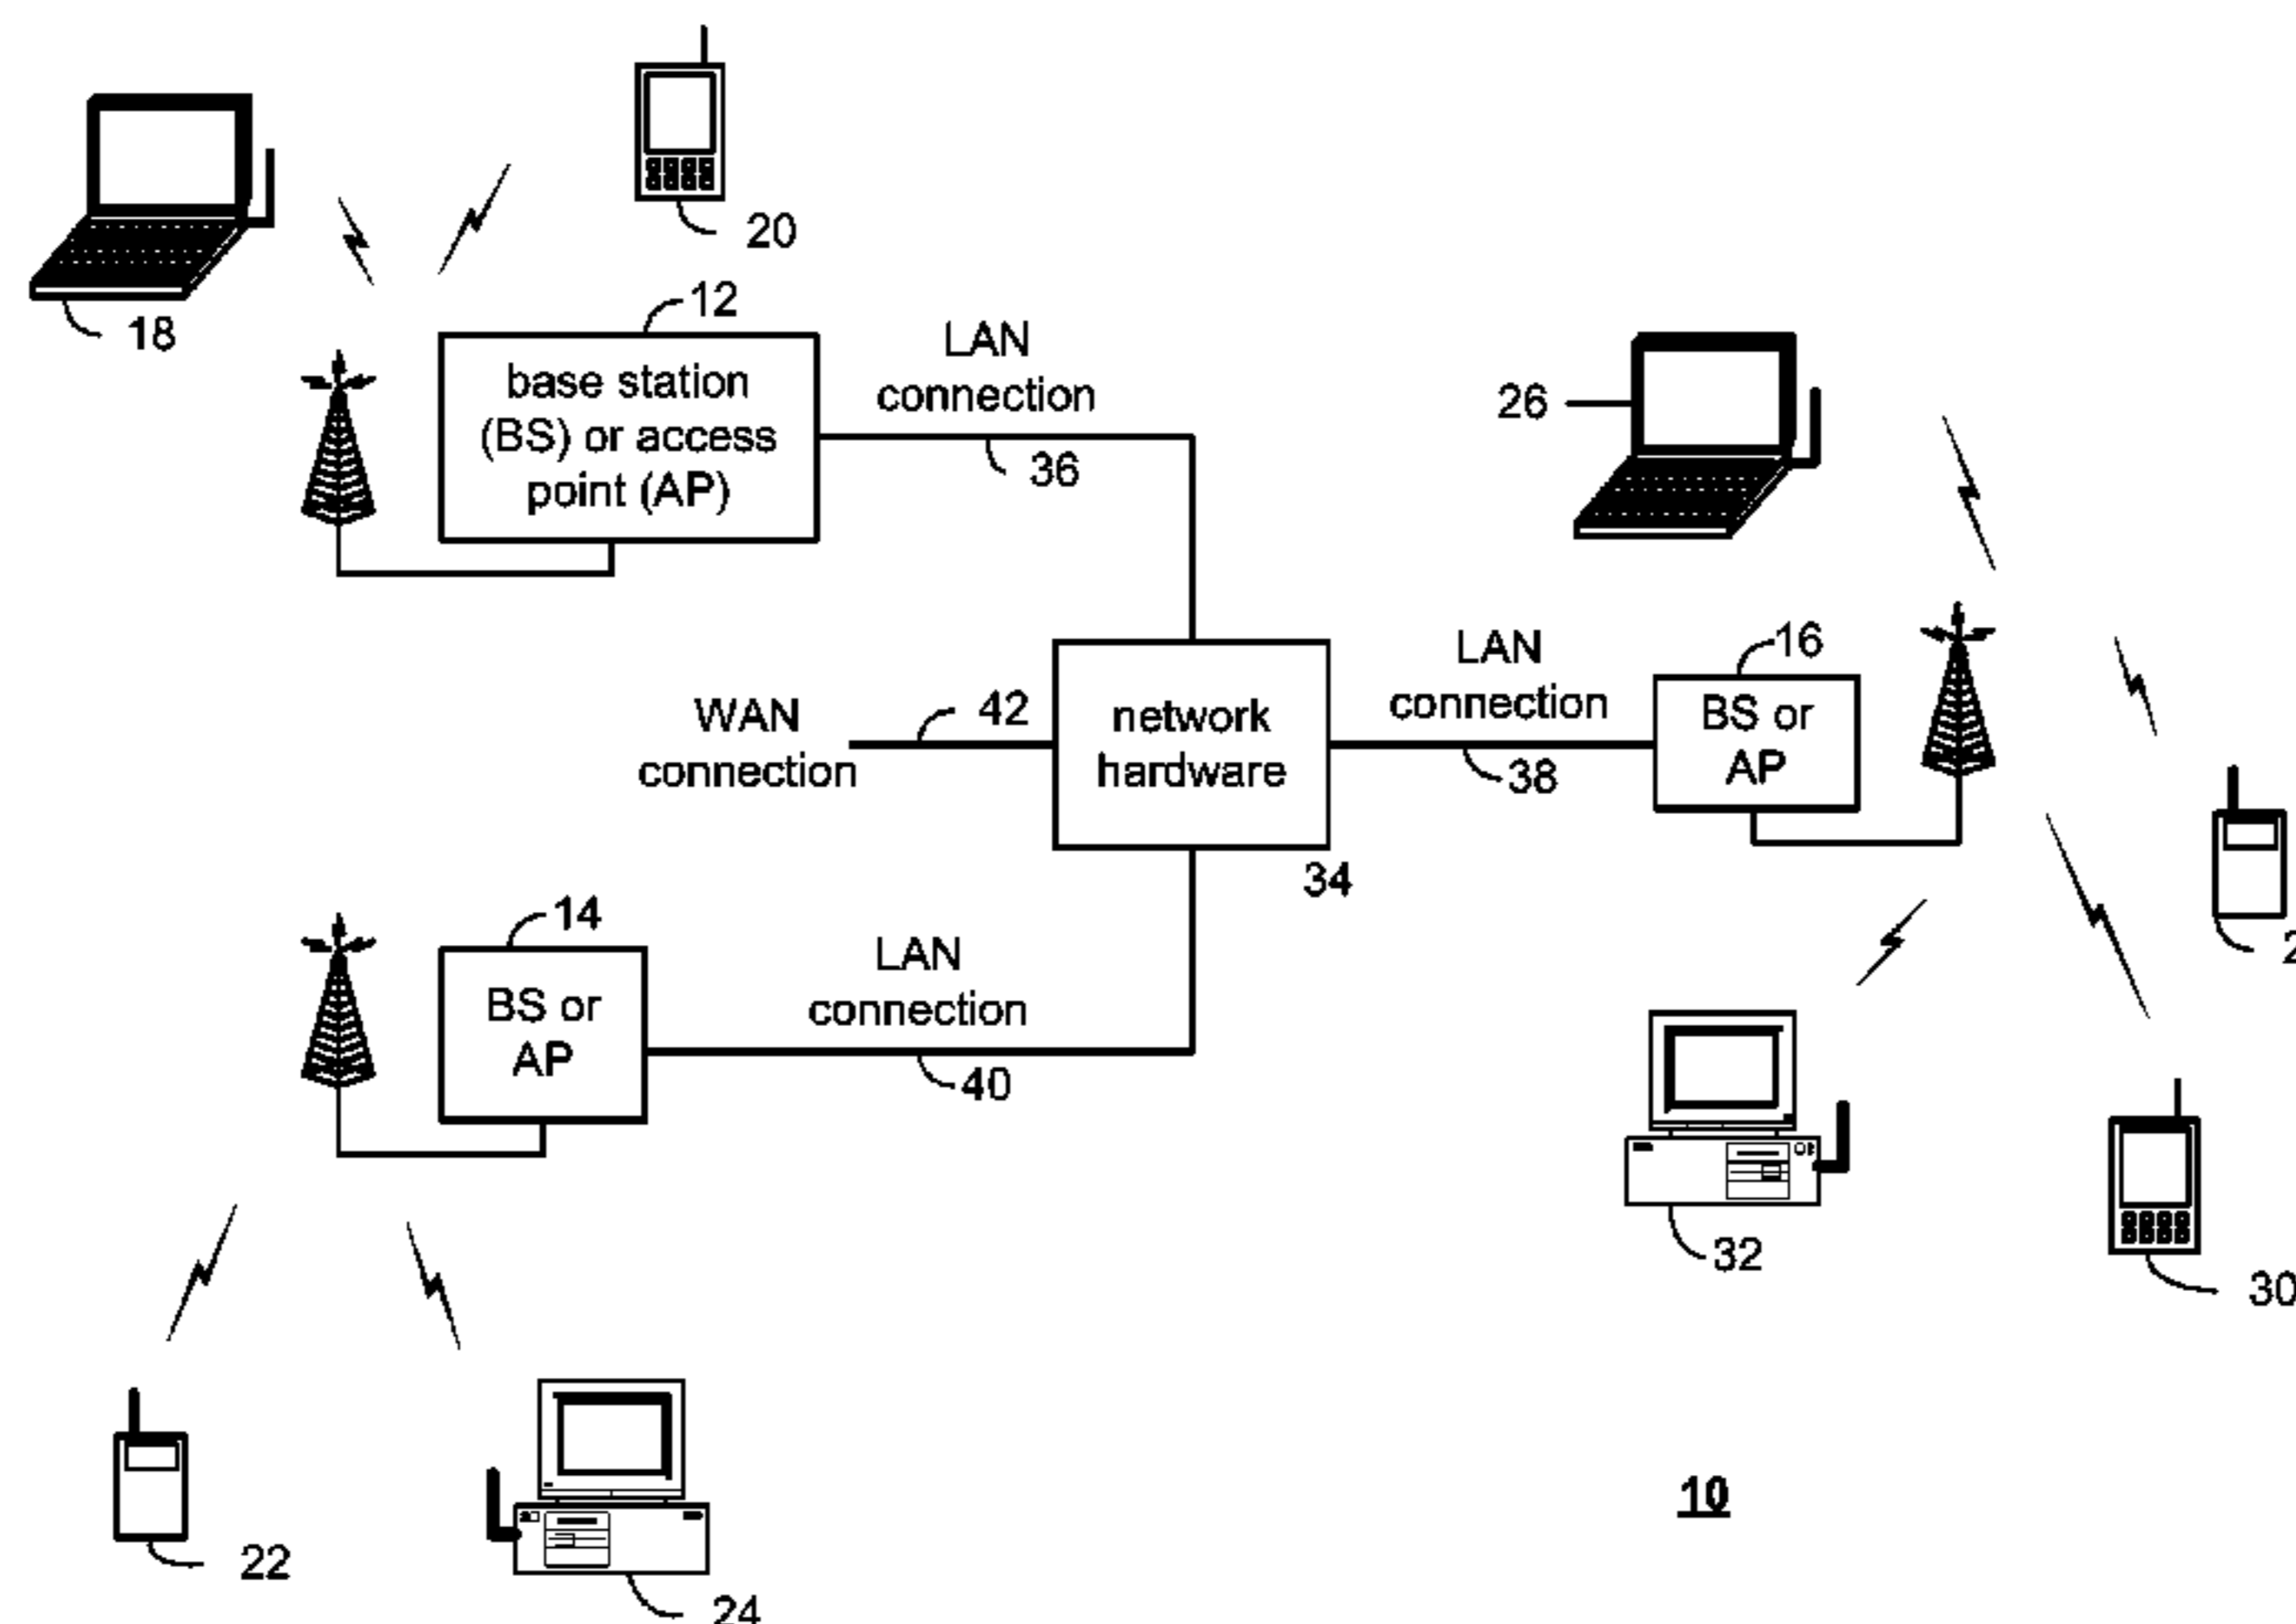 20
18
12
base station
(BS) or access
point (AP)
LAN
connection
36
26
network
hardware
34
WAN
connection
42
LAN
connection
38
16
BS or
AP
14
BS or
AP
LAN
connection
40
32
30
22
24
10